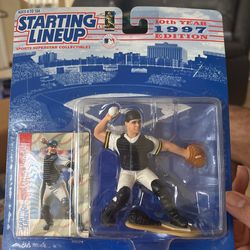 STARTING
LINEUP
SPORTS SUPERSTAR COLLECTIBLES
10th YEAR
1997
EDITION